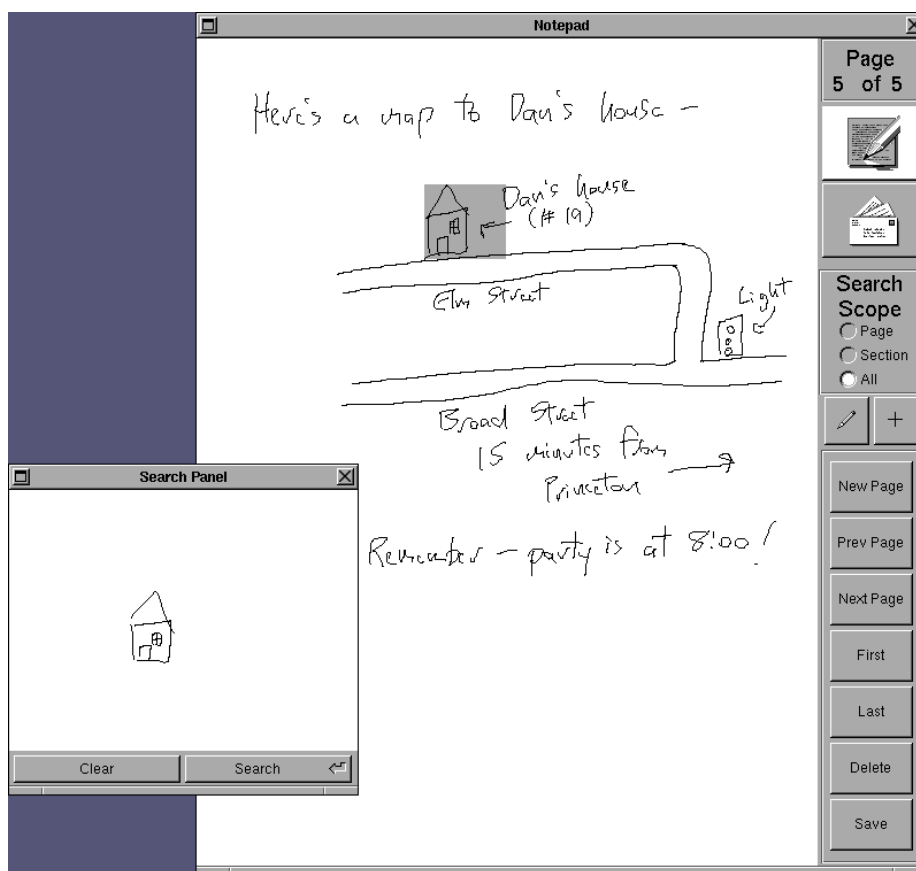 Notepad
Page
5 of 5
Here's a map to Dan's house -
Dan's house
(# 19)
Elm Street
Light
Search
Scope
Page
Section
All
+
Broad Street
15 minutes from
Princeton
Remember - party is at 8:00!
New Page
Prev Page
Next Page
First
Last
Delete
Save
Search Panel
Clear
Search